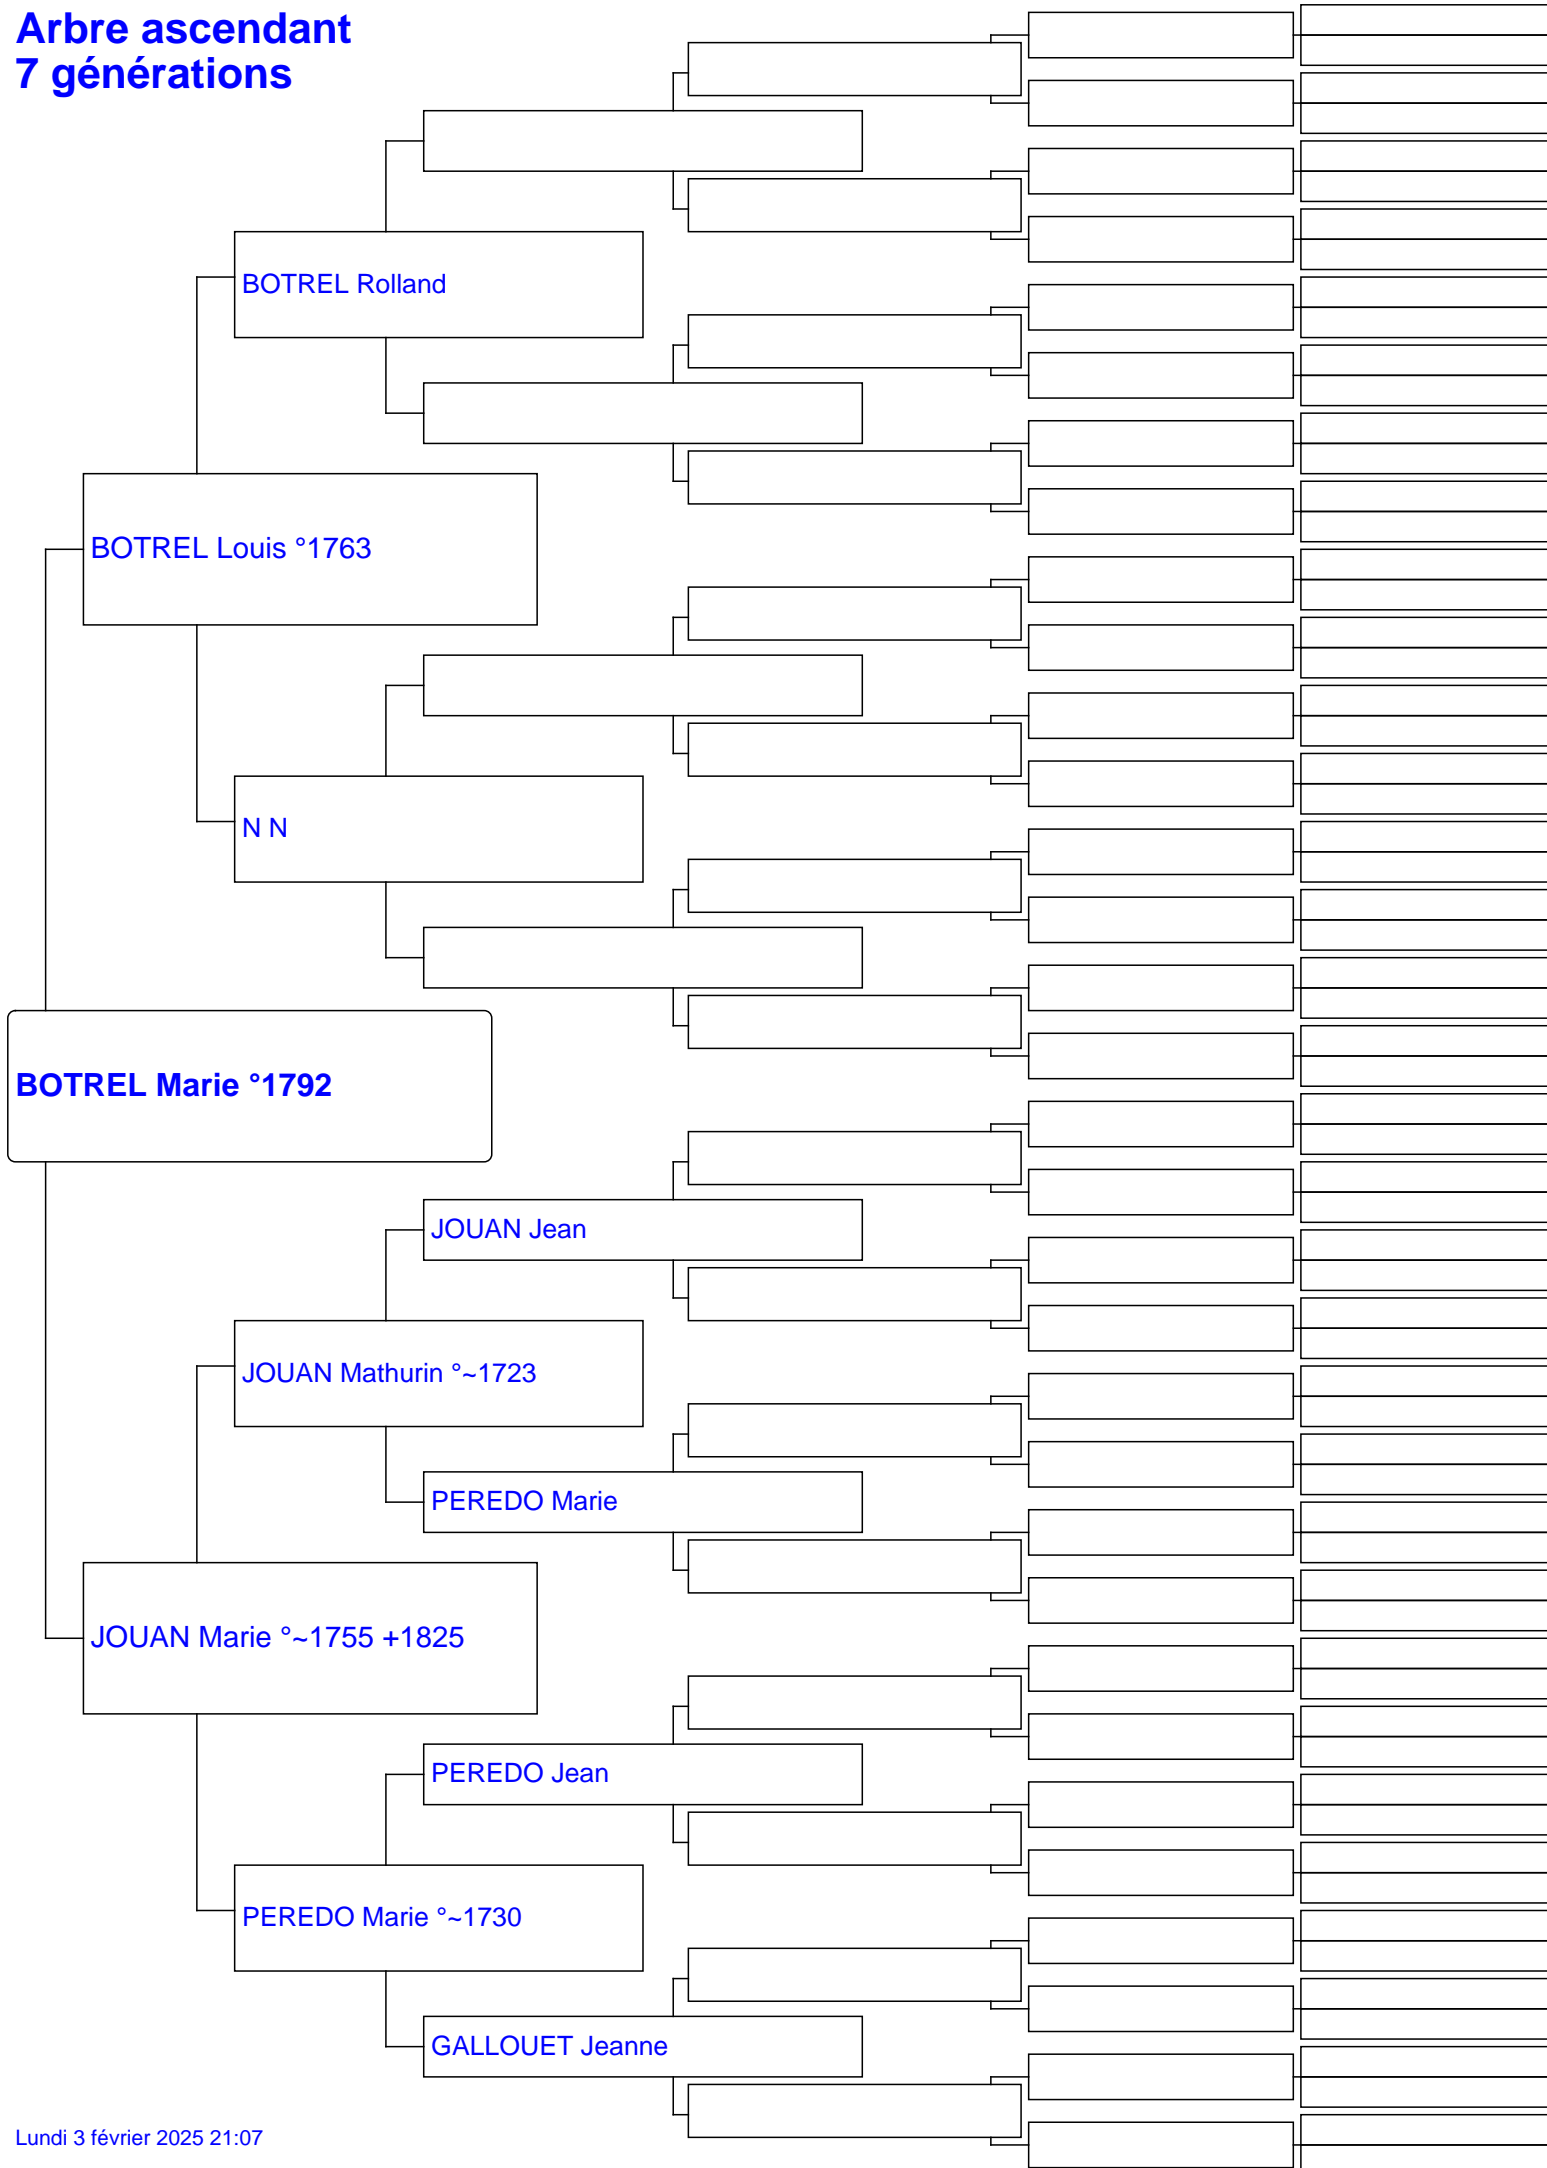 Arbre ascendant
7 générations
BOTREL Rolland
BOTREL Louis °1763
N N
BOTREL Marie °1792
JOUAN Jean
JOUAN Mathurin °~1723
PEREDO Marie
JOUAN Marie °~1755 +1825
PEREDO Jean
PEREDO Marie °~1730
GALLOUET Jeanne
Lundi 3 février 2025 21:07